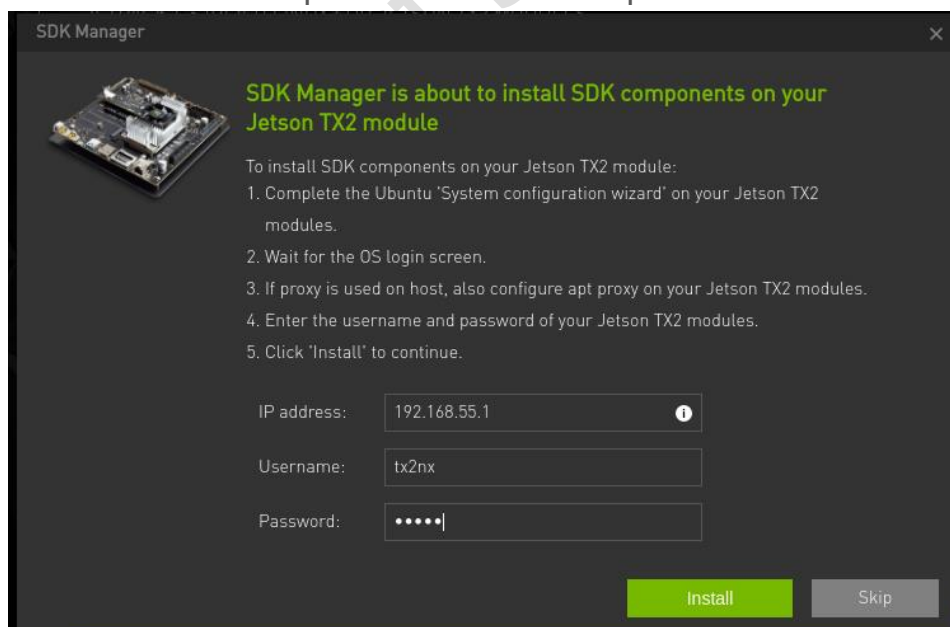 SDK Manager
SDK Manager is about to install SDK components on your
Jetson TX2 module
To install SDK components on your Jetson TX2 module:
1. Complete the Ubuntu 'System configuration wizard' on your Jetson TX2
modules.
2. Wait for the OS login screen.
3. If proxy is used on host, also configure apt proxy on your Jetson TX2 modules.
4. Enter the username and password of your Jetson TX2 modules.
5. Click 'Install' to continue.
IP address: 192.168.55.1
Username: tx2nx
Password: •••••
Install Skip